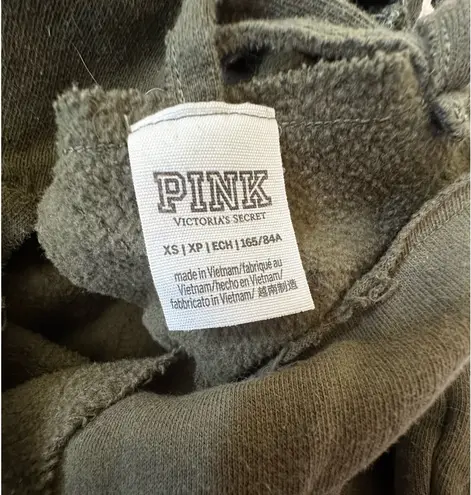 PINK
VICTORIA'S SECRET
XS | XP | ECH | 165/84A
made in Vietnam/fabriqué au
Vietnam/hecho en Vietnam/
fabbricato in Vietnam/越南制造